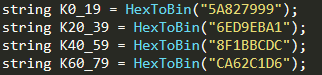 string K0_19 = HexToBin("5A827999");
string K20_39 = HexToBin("6ED9EBA1");
string K40_59 = HexToBin("8F1BBCDC");
string K60_79 = HexToBin("CA62C1D6");